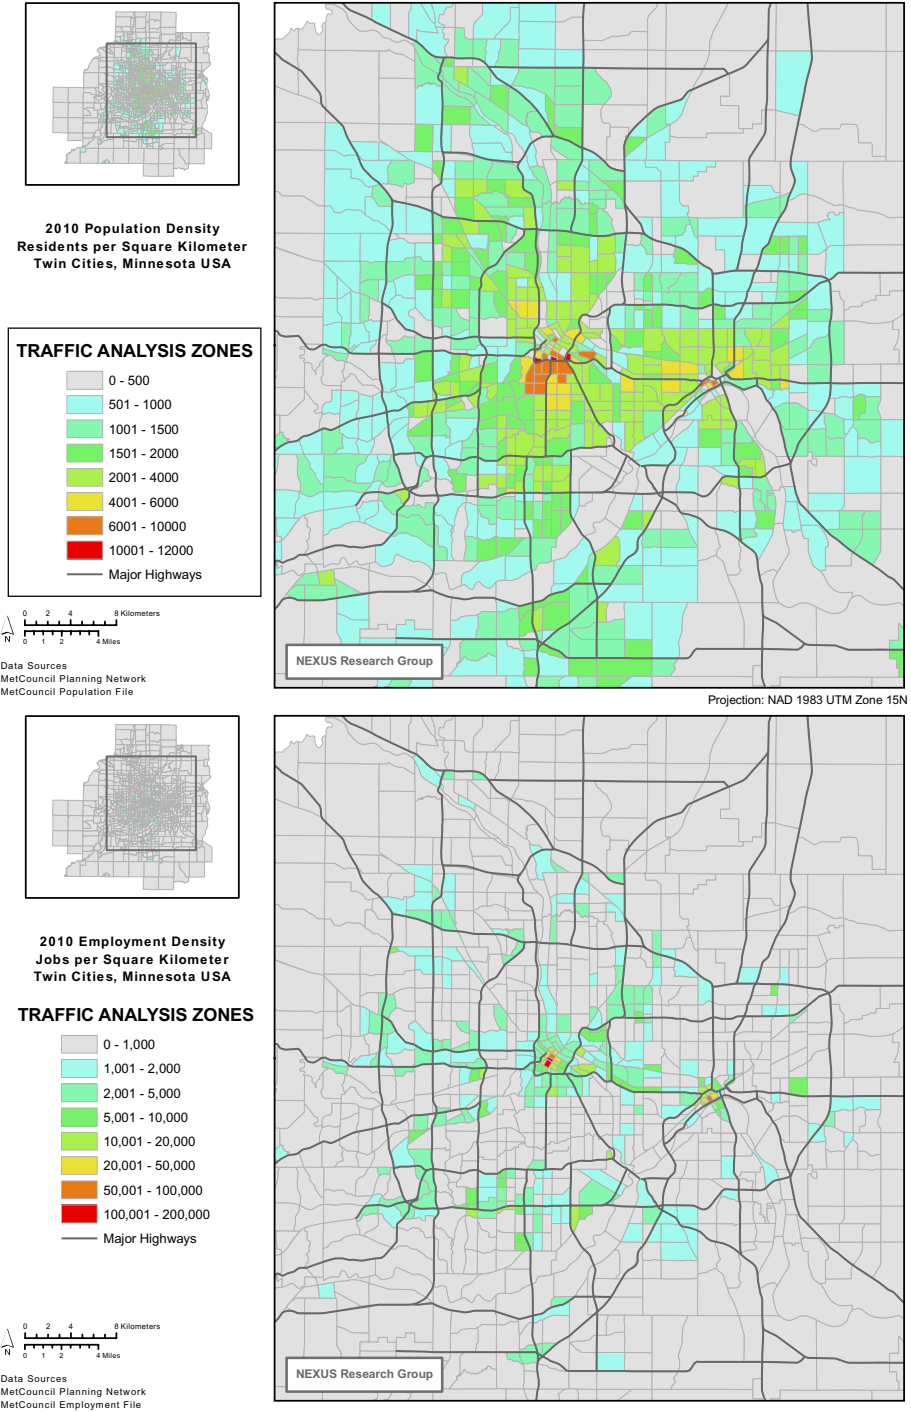 2010 Population Density
Residents per Square Kilometer
Twin Cities, Minnesota USA
TRAFFIC ANALYSIS ZONES
0 - 500
501 - 1000
1001 - 1500
1501 - 2000
2001 - 4000
4001 - 6000
6001 - 10000
10001 - 12000
Major Highways
0 2 4 8 Kilometers
0 1 2 4 Miles
N
Data Sources
MetCouncil Planning Network
MetCouncil Population File
NEXUS Research Group
Projection: NAD 1983 UTM Zone 15N
2010 Employment Density
Jobs per Square Kilometer
Twin Cities, Minnesota USA
TRAFFIC ANALYSIS ZONES
0 - 1,000
1,001 - 2,000
2,001 - 5,000
5,001 - 10,000
10,001 - 20,000
20,001 - 50,000
50,001 - 100,000
100,001 - 200,000
Major Highways
0 2 4 8 Kilometers
0 1 2 4 Miles
N
Data Sources
MetCouncil Planning Network
MetCouncil Employment File
NEXUS Research Group